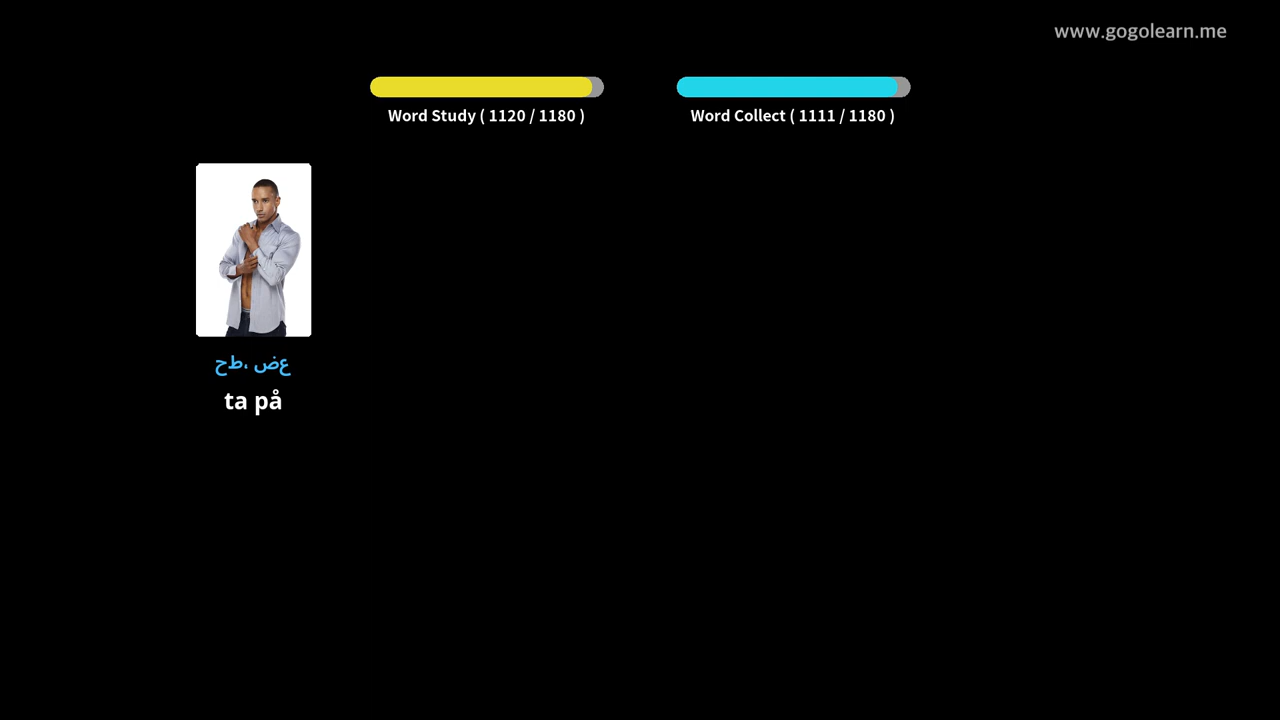 www.gogolearn.me
Word Study ( 1120 / 1180 )
Word Collect ( 1111 / 1180 )
عض ،طح
ta på